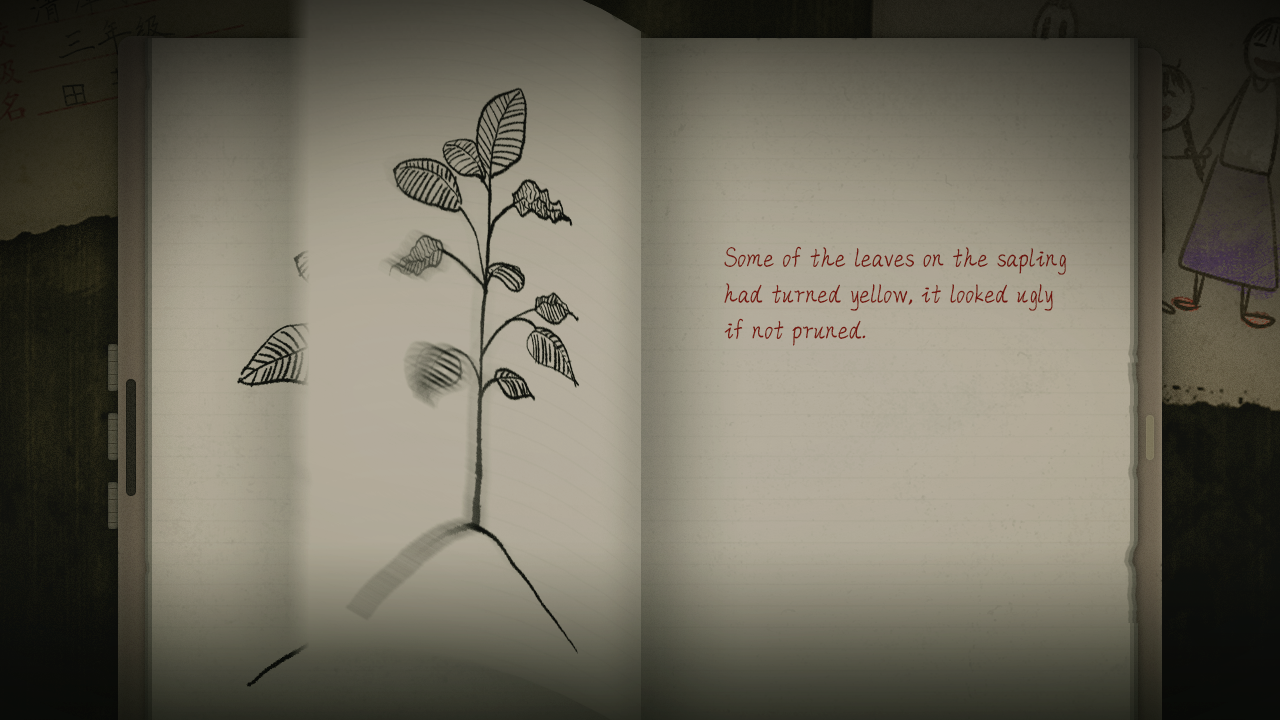 三年级
名
Some of the leaves on the sapling
had turned yellow, it looked ugly
if not pruned.